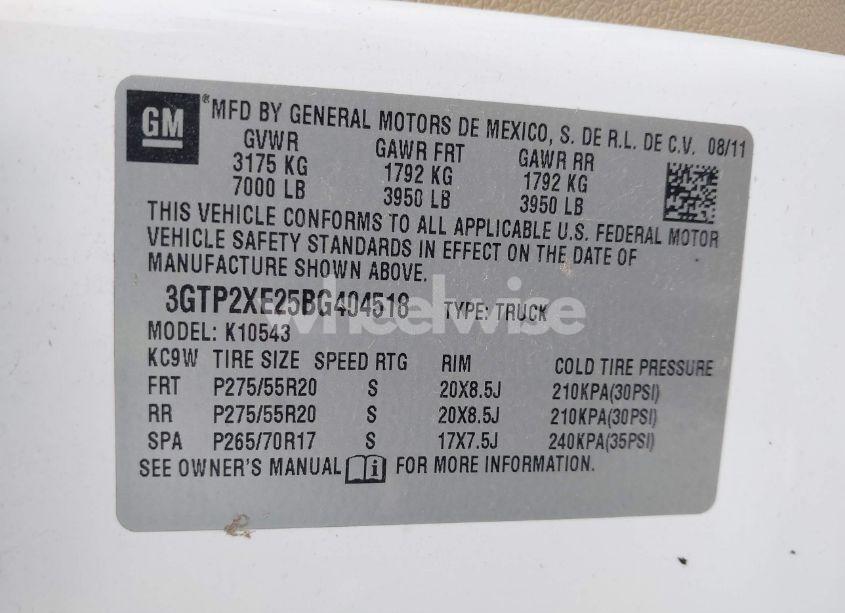 GM
®MFD BY GENERAL MOTORS DE MEXICO, S. DE R.L. DE C.V. 08/11
GVWR GAWR FRT GAWR RR
3175 KG 1792 KG 1792 KG
7000 LB 3950 LB 3950 LB
THIS VEHICLE CONFORMS TO ALL APPLICABLE U.S. FEDERAL MOTOR
VEHICLE SAFETY STANDARDS IN EFFECT ON THE DATE OF
MANUFACTURE SHOWN ABOVE.
3GTP2XE25BG404518 TYPE: TRUCK
wheelwise
MODEL: K10543
KC9W TIRE SIZE SPEED RTG RIM COLD TIRE PRESSURE
FRT P275/55R20 S 20X8.5J 210KPA(30PSI)
RR P275/55R20 S 20X8.5J 210KPA(30PSI)
SPA P265/70R17 S 17X7.5J 240KPA(35PSI)
SEE OWNER'S MANUAL i FOR MORE INFORMATION.